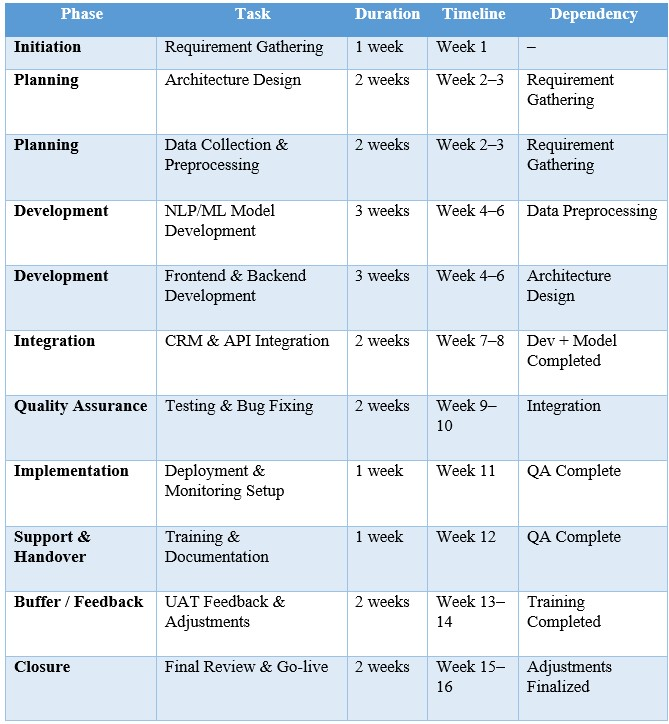 Phase Task Duration Timeline Dependency
Initiation Requirement Gathering 1 week Week 1 –
Planning Architecture Design 2 weeks Week 2–3 Requirement
Gathering
Planning Data Collection & 2 weeks Week 2–3 Requirement
Preprocessing Gathering
Development NLP/ML Model 3 weeks Week 4–6 Data Preprocessing
Development
Development Frontend & Backend 3 weeks Week 4–6 Architecture
Development Design
Integration CRM & API Integration 2 weeks Week 7–8 Dev + Model
Completed
Quality Assurance Testing & Bug Fixing 2 weeks Week 9– Integration
10
Implementation Deployment & 1 week Week 11 QA Complete
Monitoring Setup
Support & Training & 1 week Week 12 QA Complete
Handover Documentation
Buffer / Feedback UAT Feedback & 2 weeks Week 13– Training
Adjustments 14 Completed
Closure Final Review & Go-live 2 weeks Week 15– Adjustments
16 Finalized